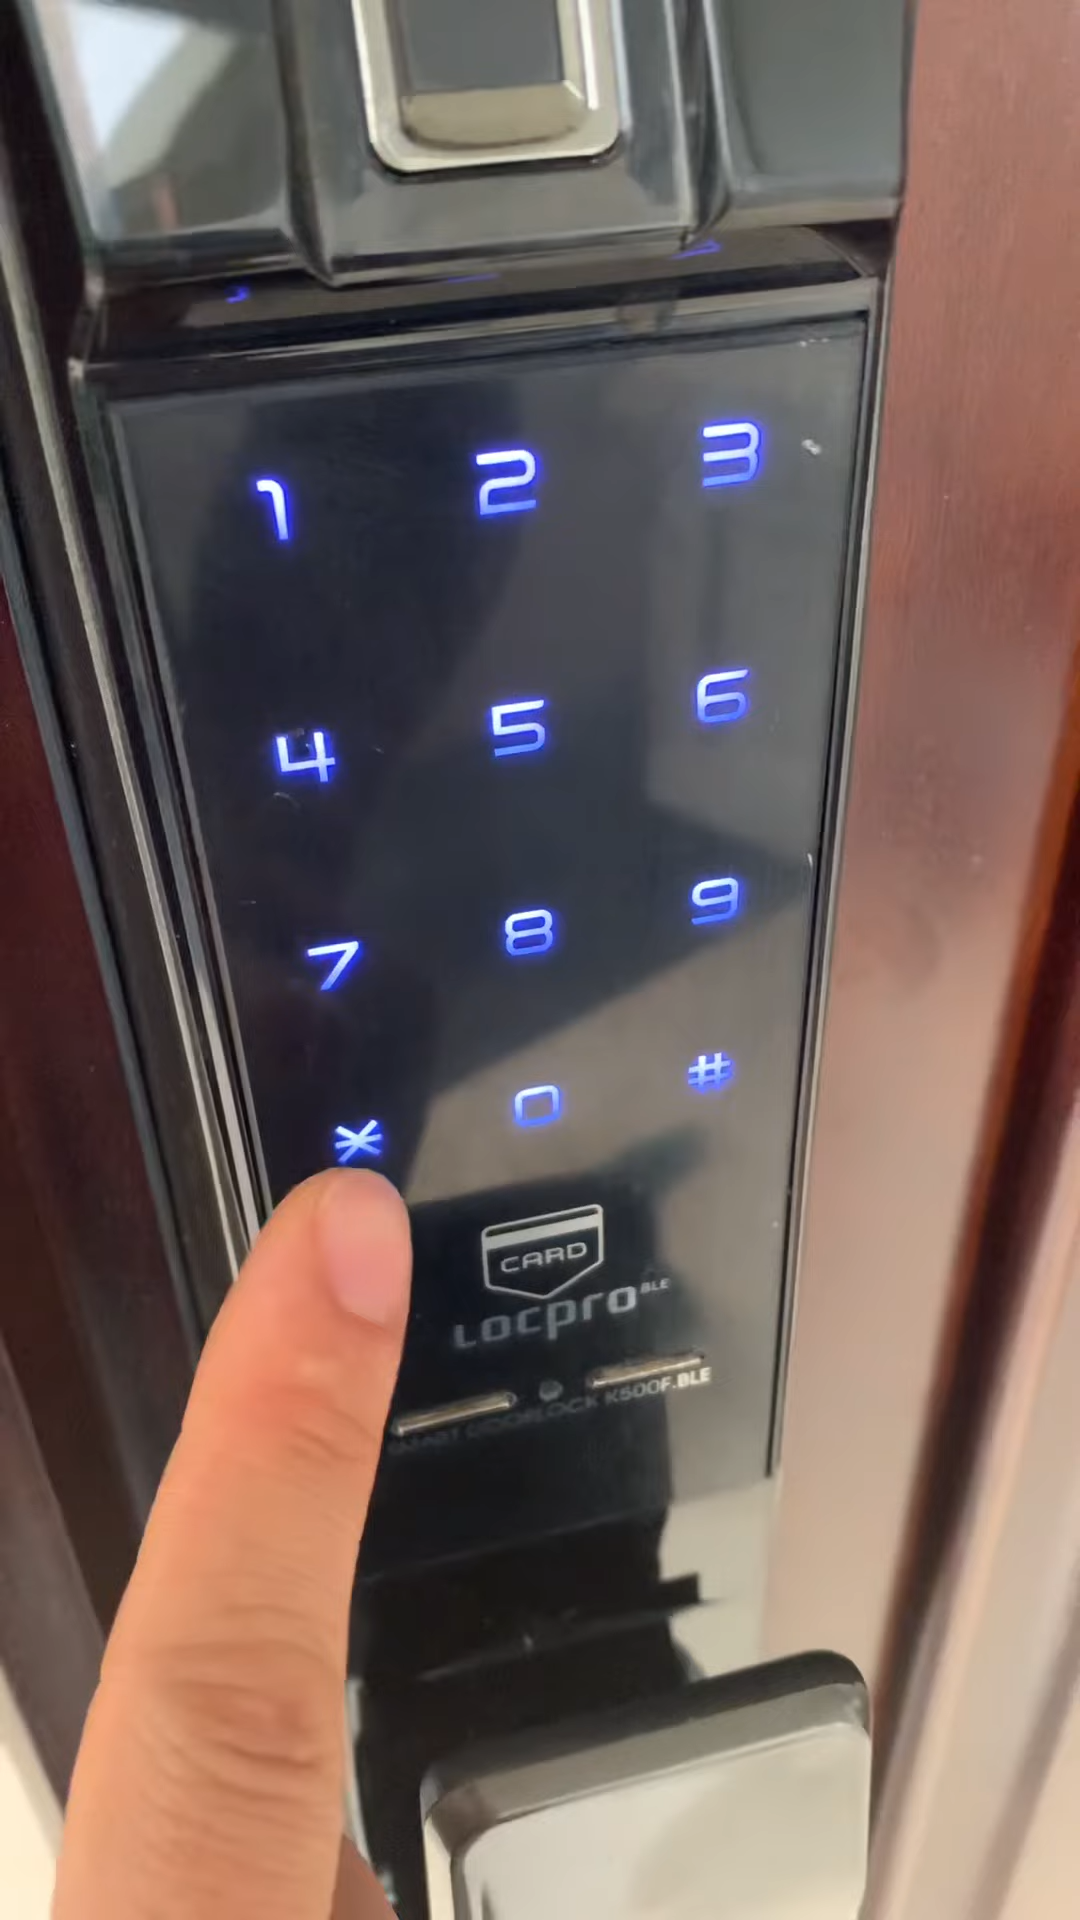 1 2 3
4 5 6
7 8 9
* 0 #
CARD
Locpro BLE
SMART DOORLOCK K500F.BLE